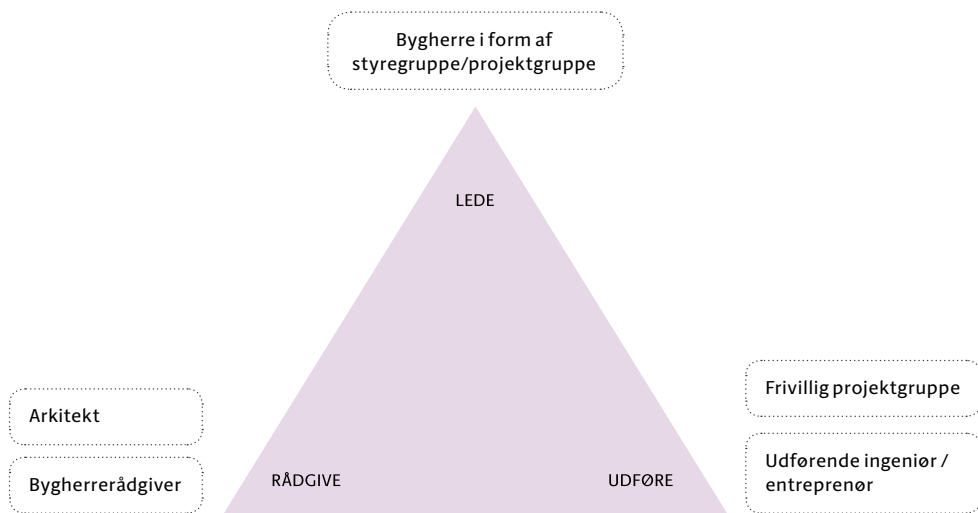 Bygherre i form af
styregruppe/projektgruppe
LEDE
Arkitekt
Bygherrerådgiver
RÅDGIVE
UDFØRE
Frivillig projektgruppe
Udførende ingeniør /
entreprenør